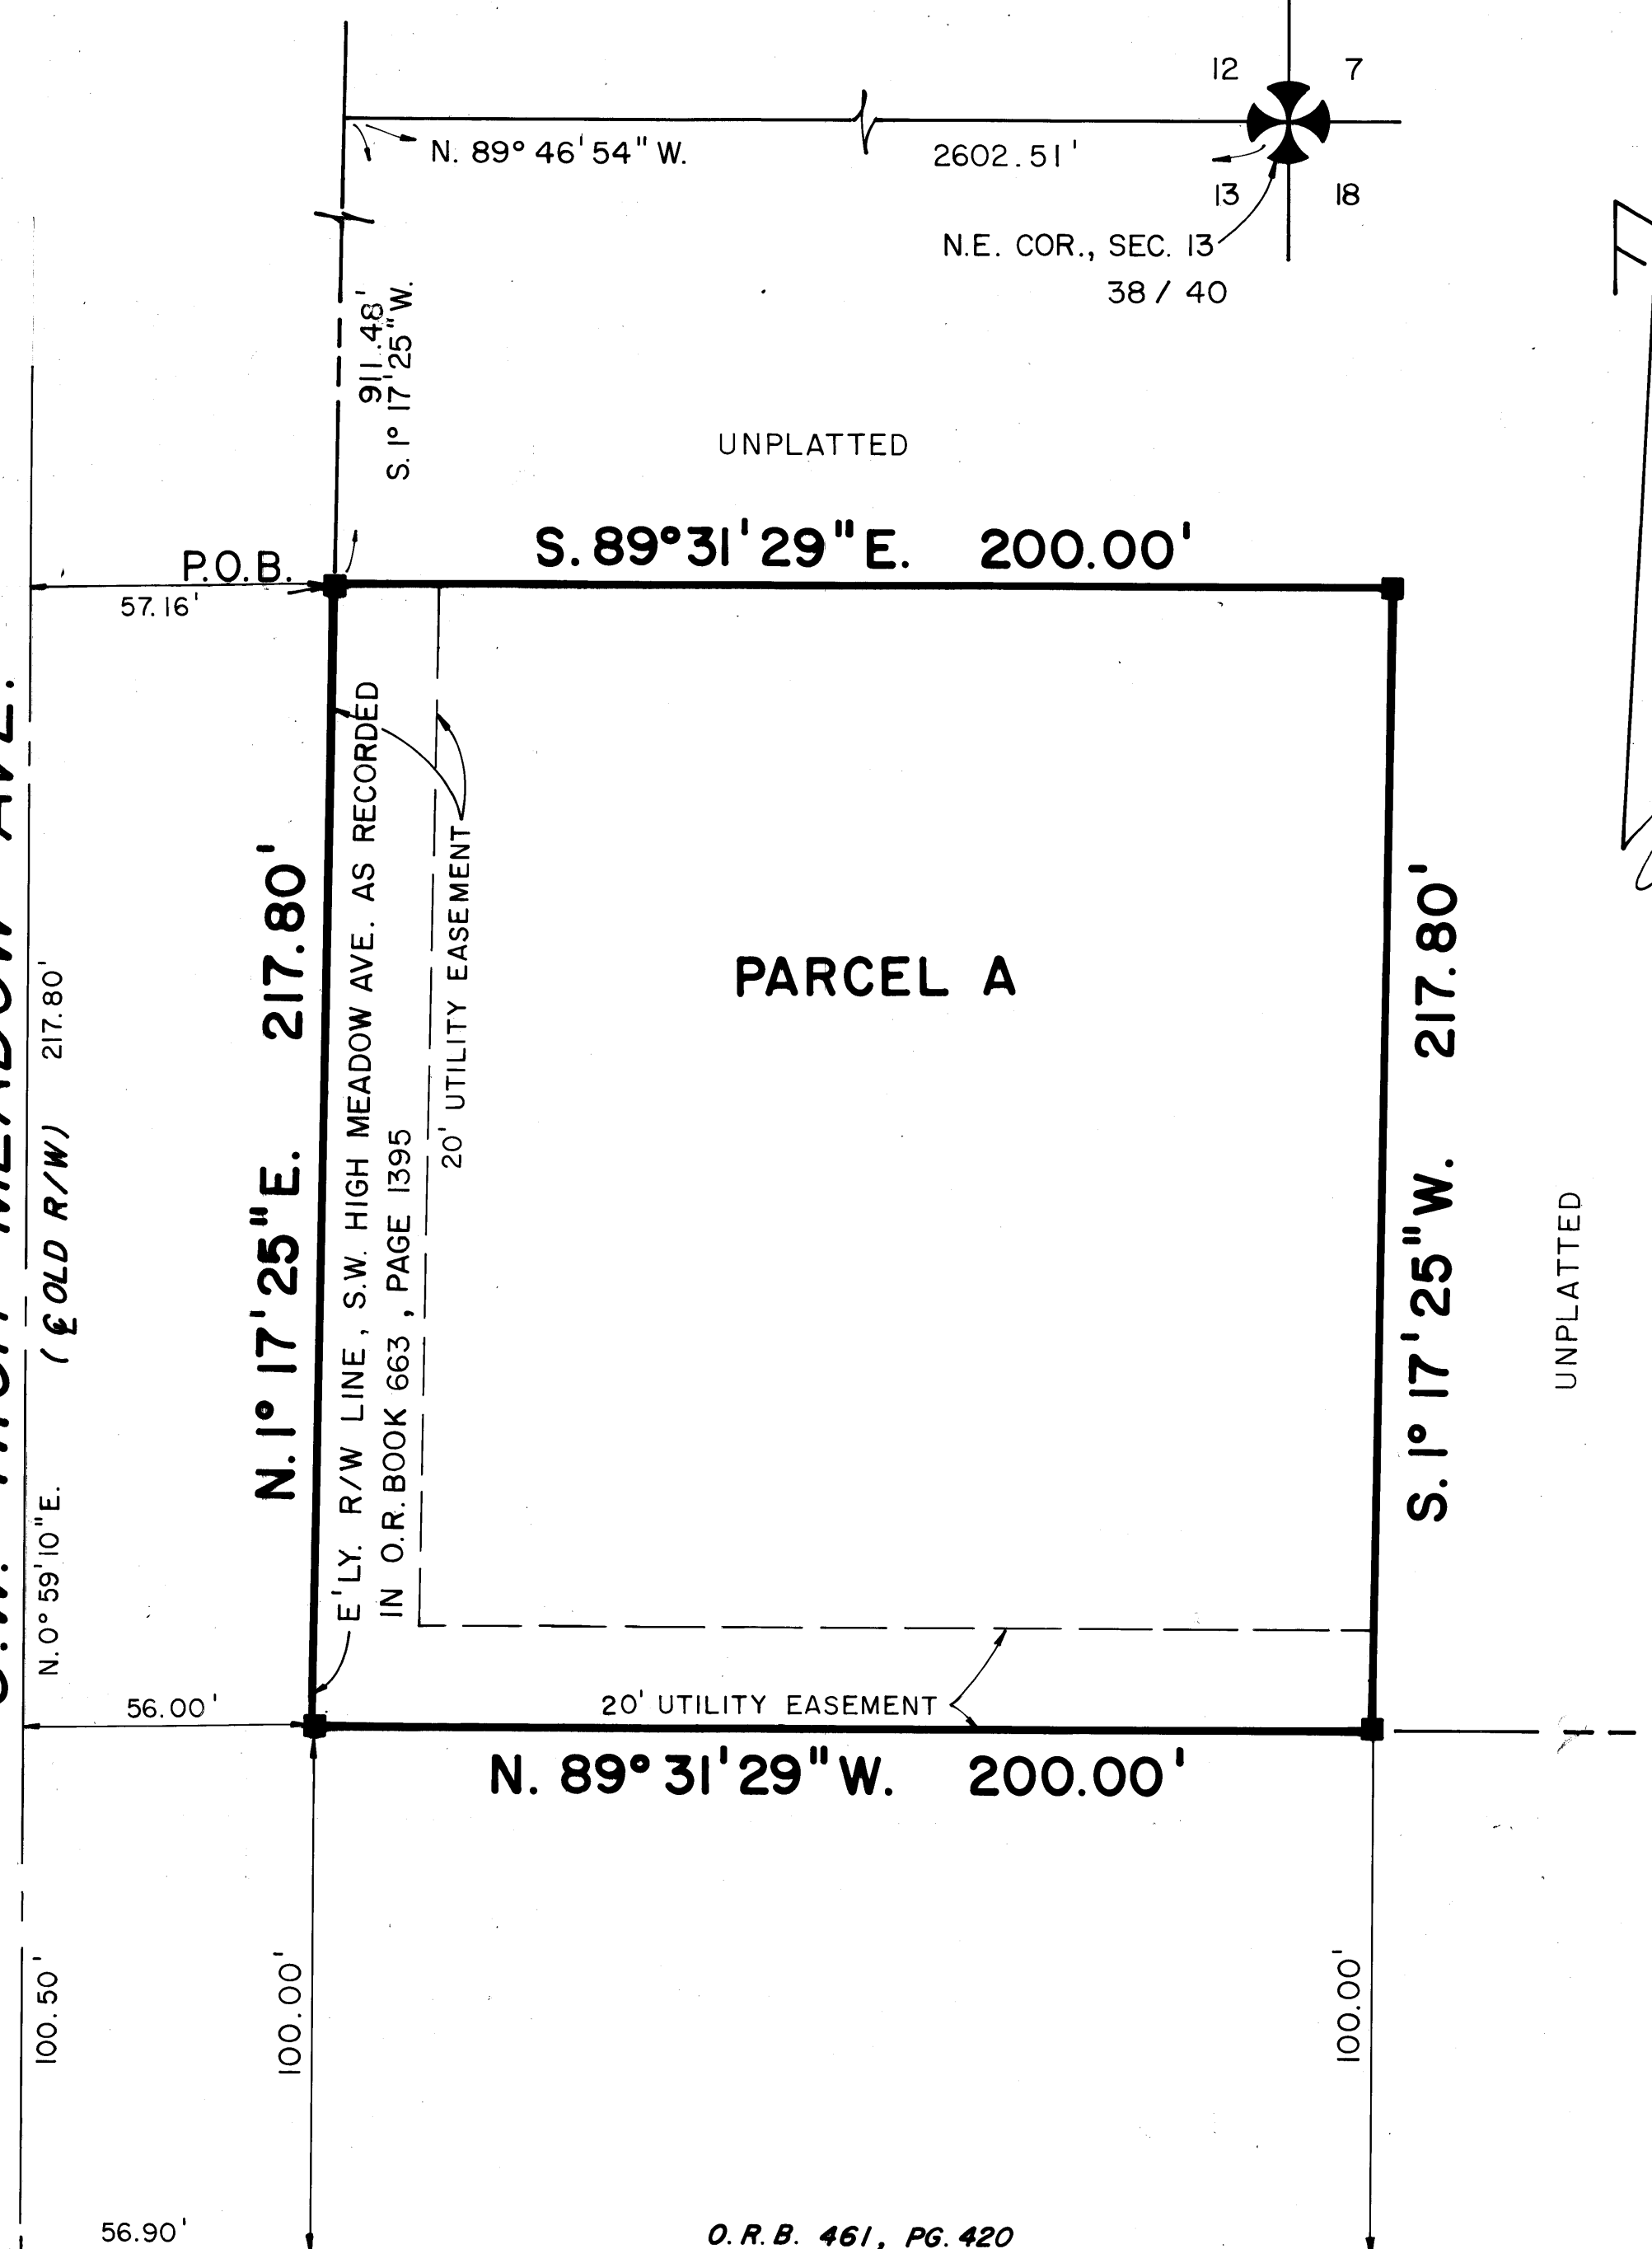 12
7
N. 89° 46' 54" W.
2602.51'
13
18
N.E. COR., SEC. 13
38 / 40
911.48'
S. 1° 17' 25" W.
UNPLATTED
S. 89° 31' 29" E. 200.00'
P.O.B.
57.16'
N. 1° 17' 25" E. 217.80'
E'LY. R/W LINE, S.W. HIGH MEADOW AVE. AS RECORDED
IN O.R. BOOK 663, PAGE 1395
20' UTILITY EASEMENT
PARCEL A
S. 1° 17' 25" W. 217.80'
UNPLATTED
N. 0° 59' 10" E. (℄ OLD R/W) 217.80'
MEADOW AVE.
56.00'
20' UTILITY EASEMENT
N. 89° 31' 29" W. 200.00'
100.50'
100.00'
100.00'
56.90'
O.R.B. 461, PG. 420